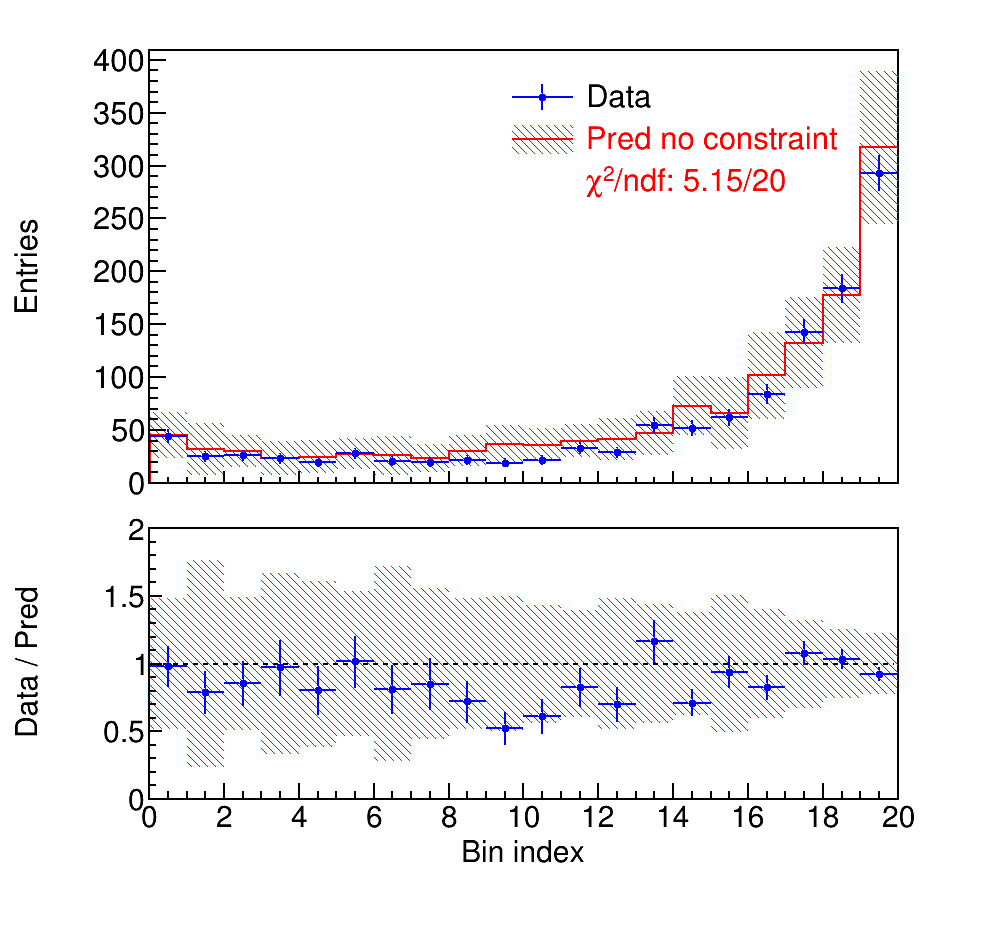 400
350
300
250
200
150
100
50
0
Entries
Data
Pred no constraint
χ²/ndf: 5.15/20
2
1.5
1
0.5
0
Data / Pred
0 2 4 6 8 10 12 14 16 18 20
Bin index